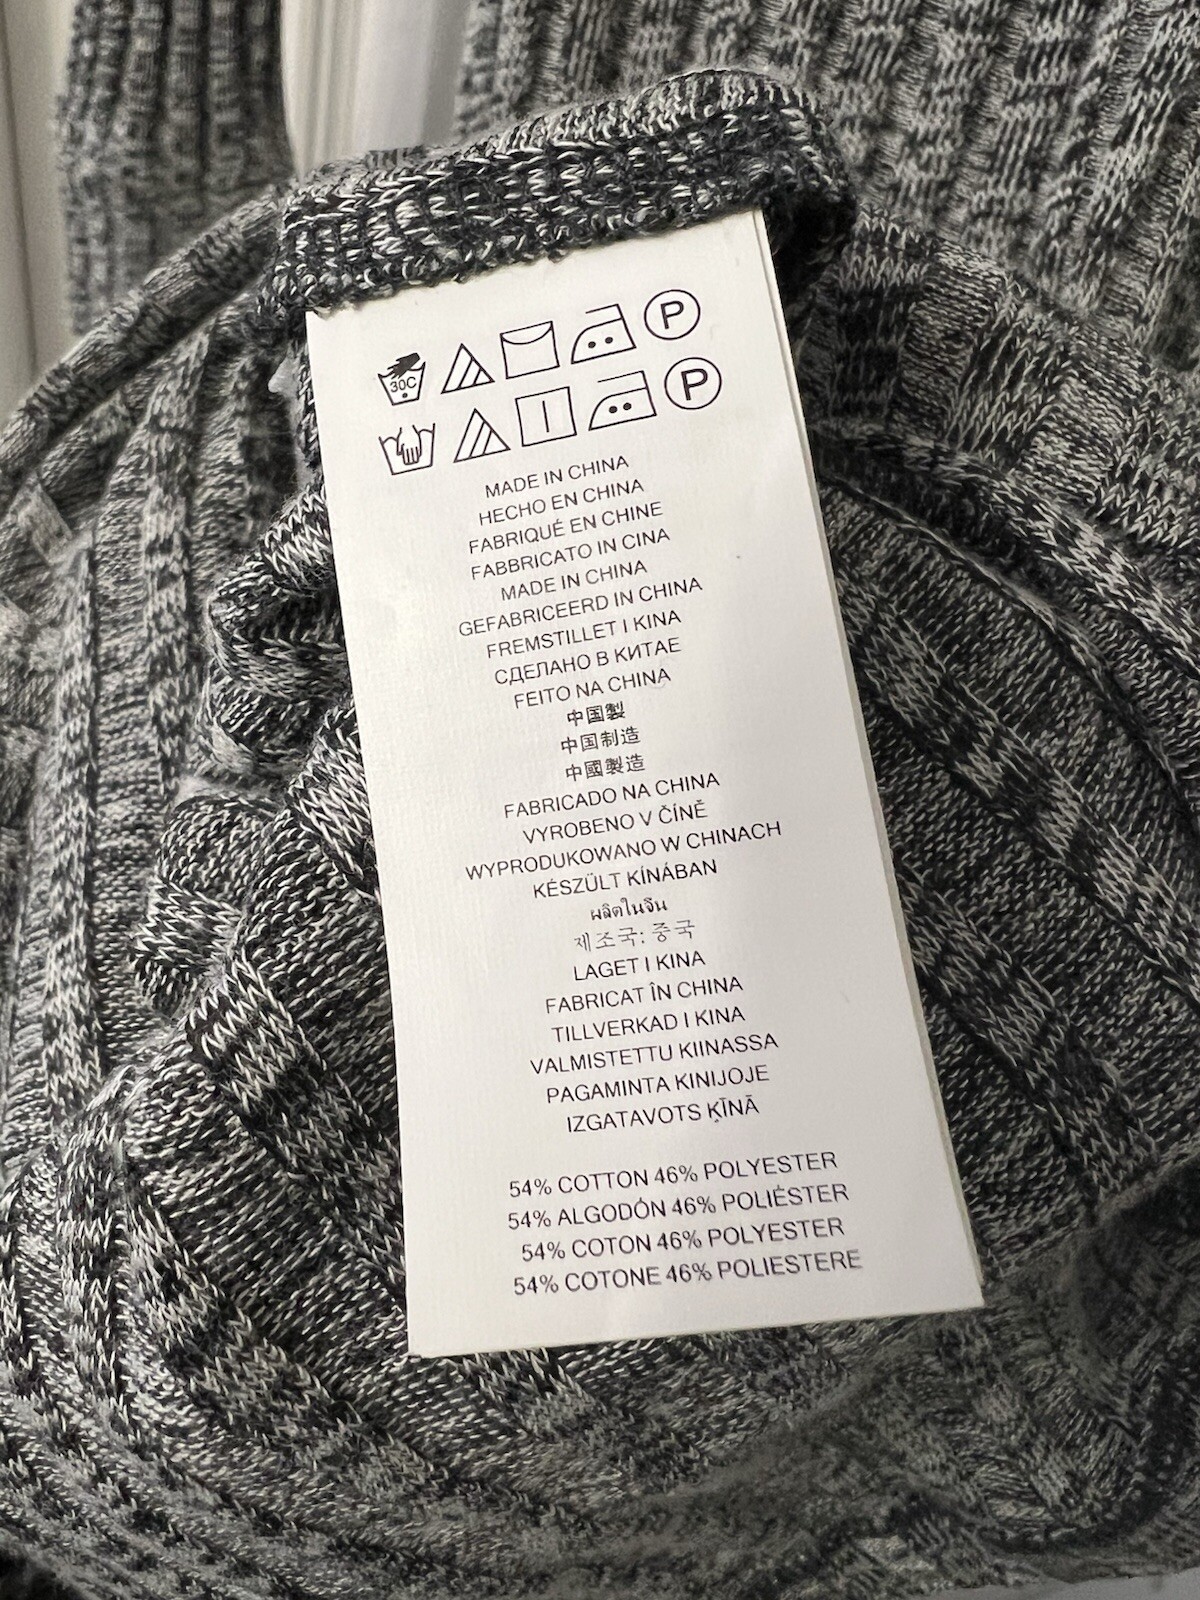 30C P
P
MADE IN CHINA
HECHO EN CHINA
FABRIQUÉ EN CHINE
FABBRICATO IN CINA
MADE IN CHINA
GEFABRICEERD IN CHINA
FREMSTILLET I KINA
СДЕЛАНО В КИТАЕ
FEITO NA CHINA
中国製
中国制造
中國製造
FABRICADO NA CHINA
VYROBENO V ČÍNĚ
WYPRODUKOWANO W CHINACH
KÉSZÜLT KÍNÁBAN
ผลิตในจีน
제조국: 중국
LAGET I KINA
FABRICAT ÎN CHINA
TILLVERKAD I KINA
VALMISTETTU KIINASSA
PAGAMINTA KINIJOJE
IZGATAVOTS ĶĪNĀ
54% COTTON 46% POLYESTER
54% ALGODÓN 46% POLIÉSTER
54% COTON 46% POLYESTER
54% COTONE 46% POLIESTERE